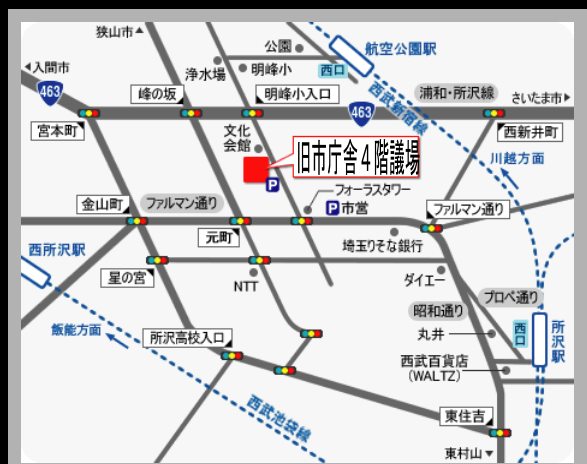 狭山市▲
公園
航空公園駅
◀入間市
浄水場
明峰小
西口
463
峰の坂
明峰小入口
463
浦和・所沢線
さいたま市▶
宮本町
文化
会館
西武新宿線
西新井町
旧市庁舎４階議場
川越方面
P
金山町
ファルマン通り
フォーラスタワー
P市営
ファルマン通り
西所沢駅
元町
埼玉りそな銀行
星の宮
NTT
ダイエー
プロペ通り
昭和通り
飯能方面
所沢高校入口
丸井
西口
所沢駅
西武百貨店
(WALTZ)
西武池袋線
東住吉
東村山▼